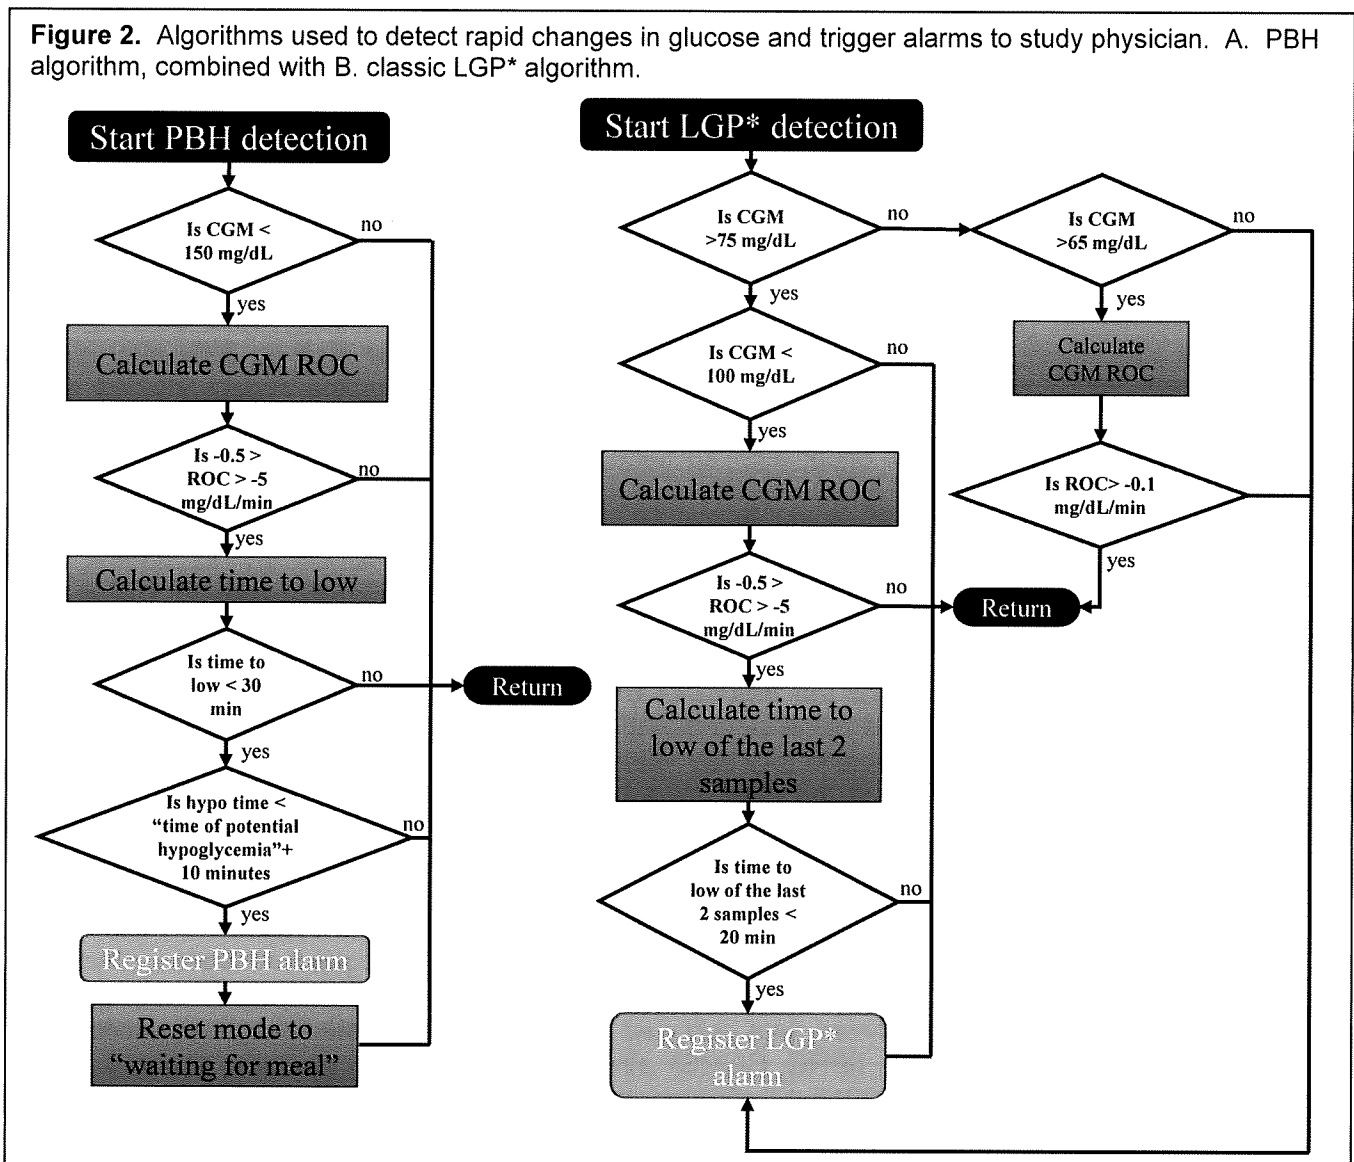 Figure 2. Algorithms used to detect rapid changes in glucose and trigger alarms to study physician. A. PBH
algorithm, combined with B. classic LGP* algorithm.
Start PBH detection
Is CGM <
150 mg/dL
no
yes
Calculate CGM ROC
Is -0.5 >
ROC > -5
mg/dL/min
no
yes
Calculate time to low
Is time to
low < 30
min
no
Return
yes
Is hypo time <
“time of potential
hypoglycemia”+
10 minutes
no
yes
Register PBH alarm
Reset mode to
“waiting for meal”
Start LGP* detection
Is CGM
>75 mg/dL
no
yes
Is CGM <
100 mg/dL
no
yes
Calculate CGM ROC
Is -0.5 >
ROC > -5
mg/dL/min
no
Return
yes
Calculate time to
low of the last 2
samples
Is time to
low of the last
2 samples <
20 min
no
yes
Register LGP*
alarm
Is CGM
>65 mg/dL
no
yes
Calculate
CGM ROC
Is ROC> -0.1
mg/dL/min
yes